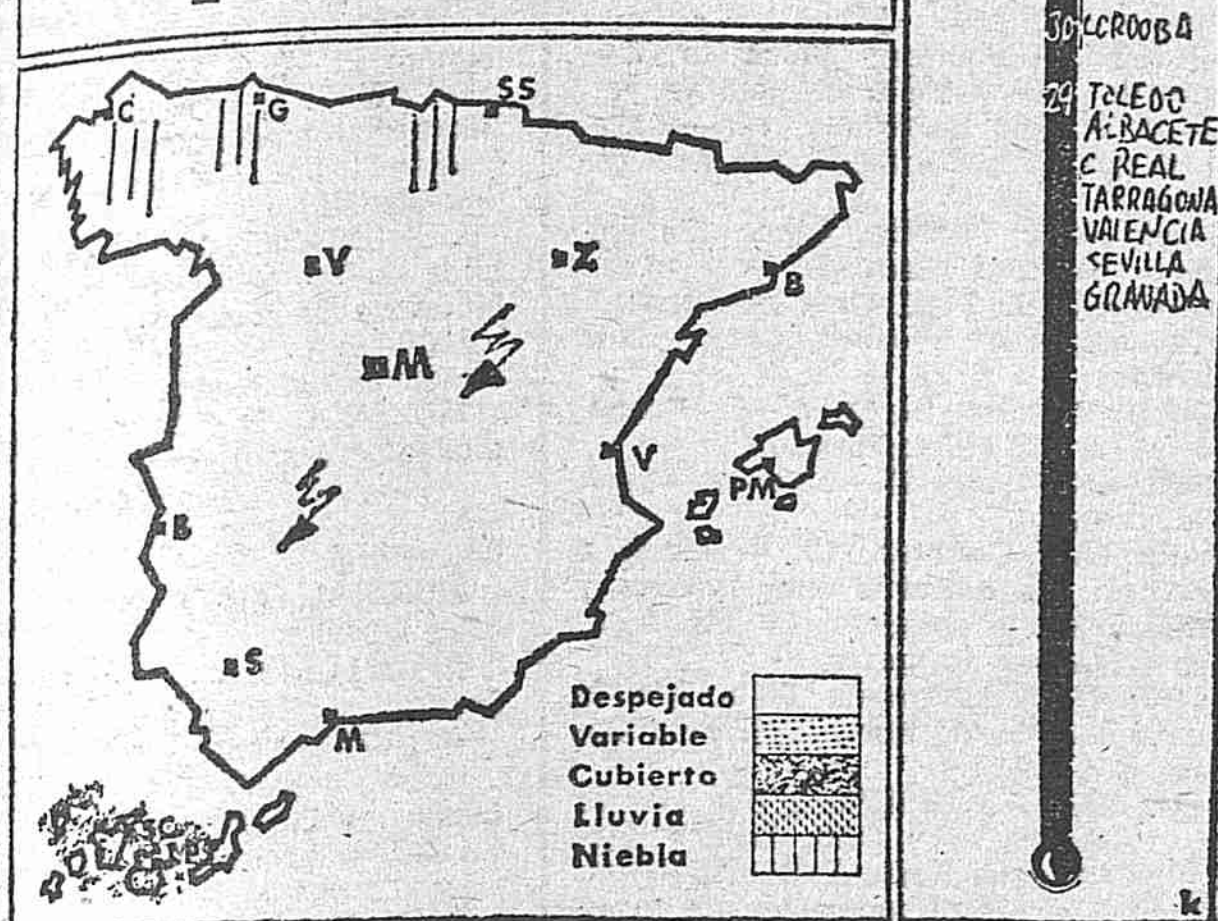 C
G
SS
V
Z
B
M
V
PM
B
S
M
Despejado
Variable
Cubierto
Lluvia
Niebla
30 CORDOBA
29 TOLEDO
ALBACETE
C REAL
TARRAGONA
VALENCIA
SEVILLA
GRANADA
k